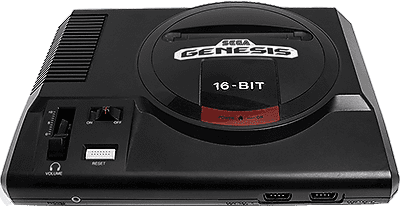 SEGA
GENESIS
16-BIT
ON OFF
RESET
VOLUME